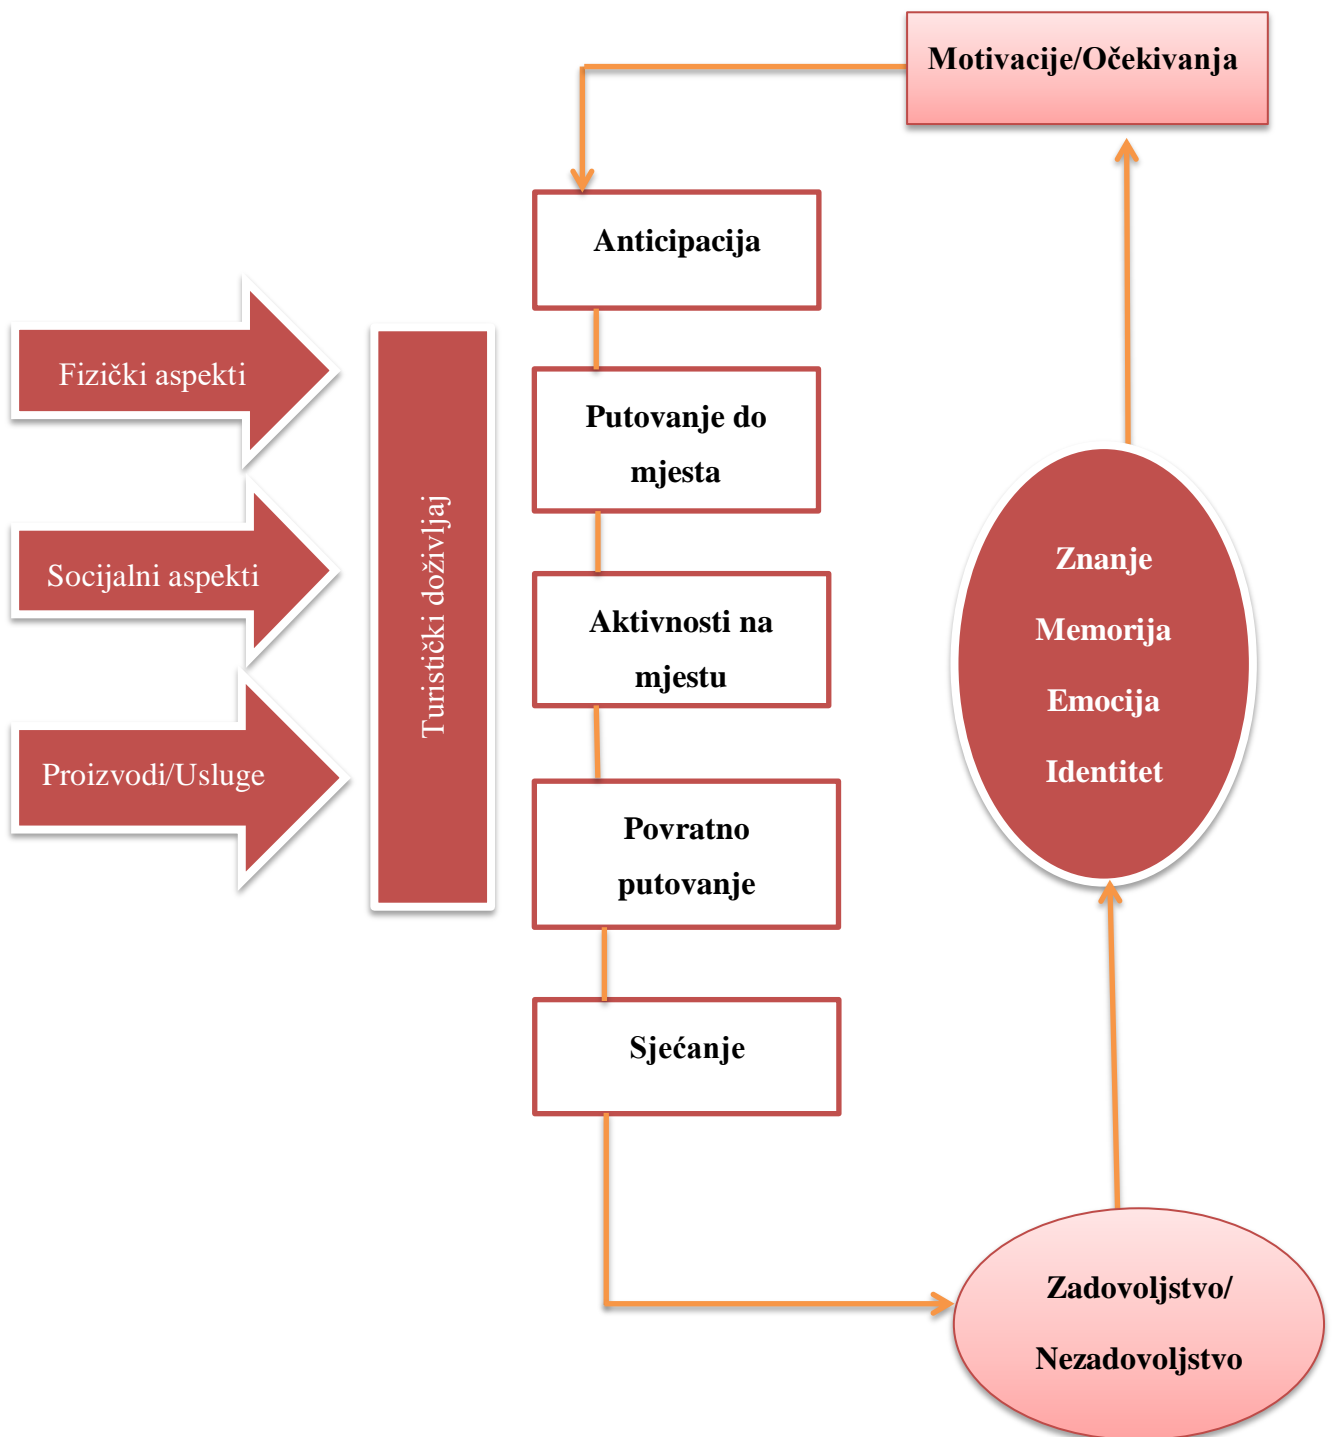 Motivacije/Očekivanja
Anticipacija
Fizički aspekti
Putovanje do
mjesta
Turistički doživljaj
Socijalni aspekti
Aktivnosti na
mjestu
Proizvodi/Usluge
Povratno
putovanje
Sjećanje
Znanje
Memorija
Emocija
Identitet
Zadovoljstvo/
Nezadovoljstvo